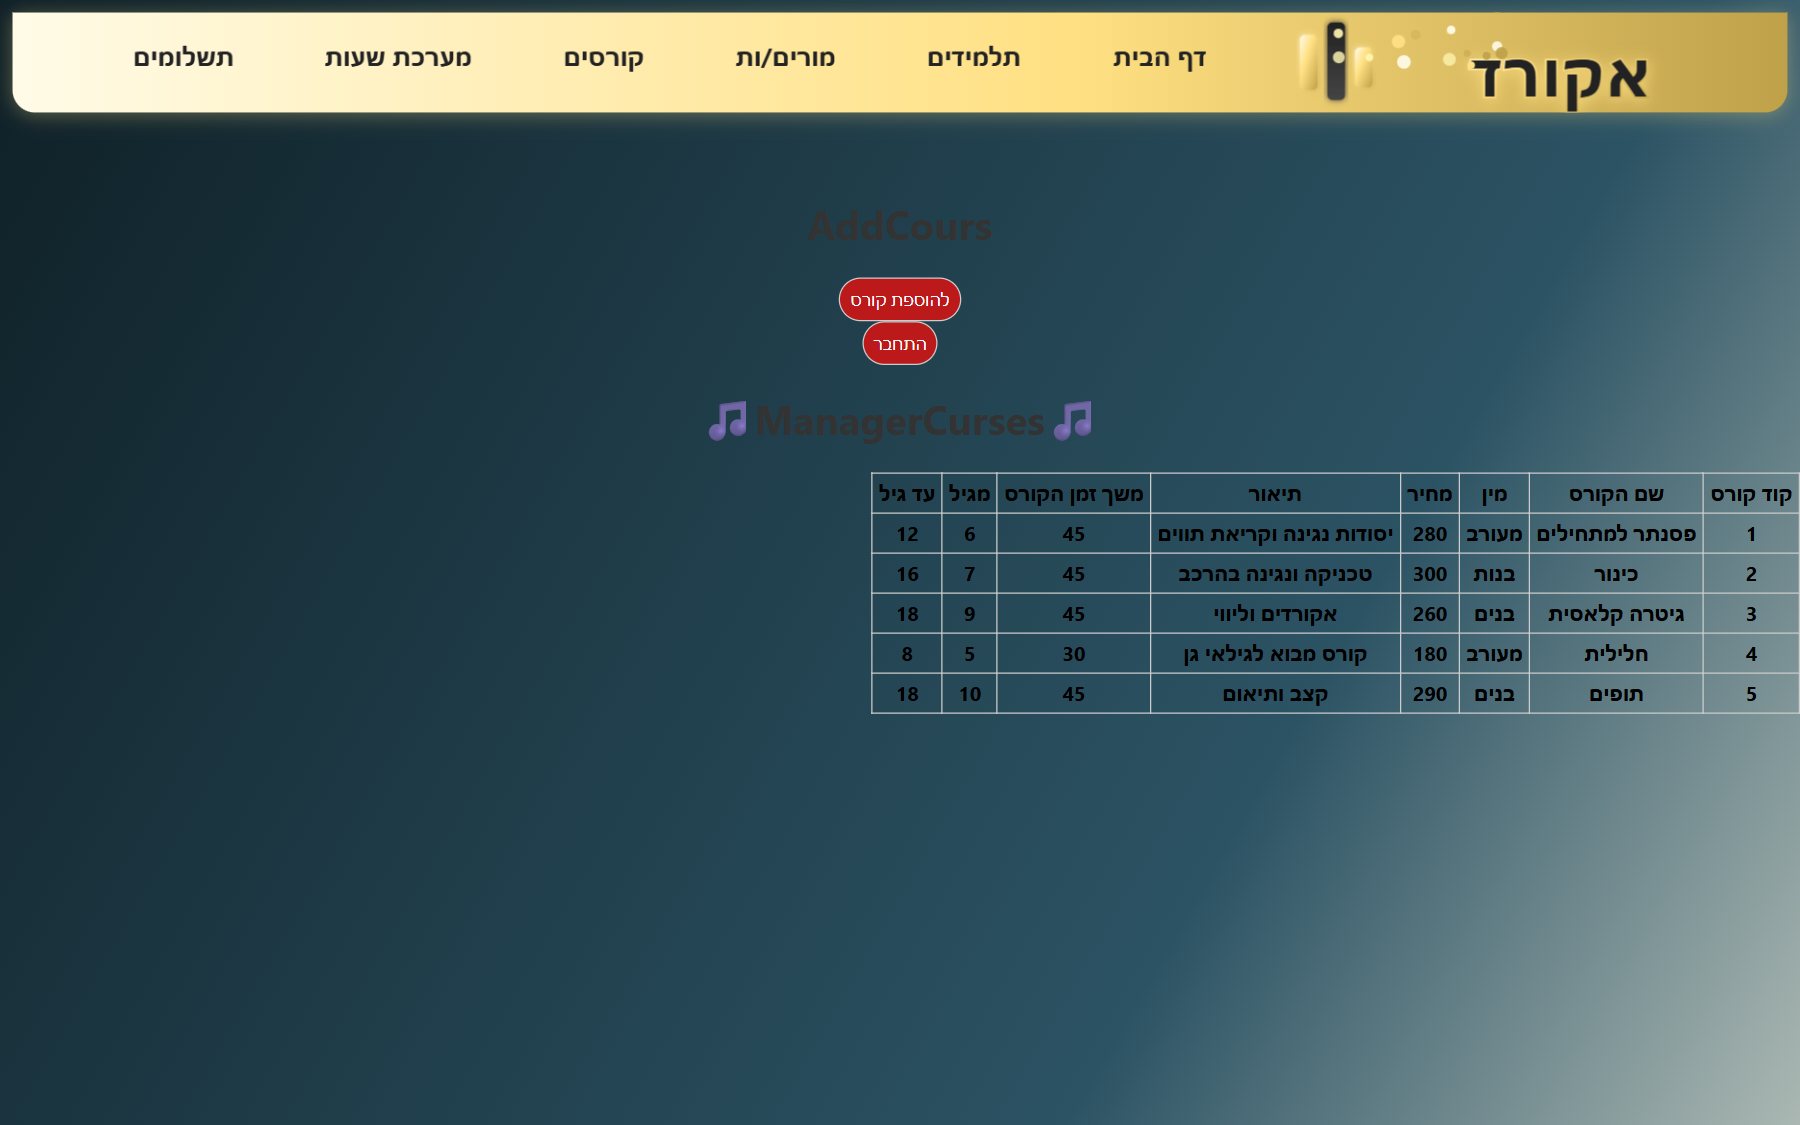 אקורד
דף הבית תלמידים מורים/ות קורסים מערכת שעות תשלומים
AddCours
להוספת קורס
התחבר
🎵 ManagerCurses 🎵
קוד קורס שם הקורס מין מחיר תיאור משך זמן הקורס מגיל עד גיל
1 פסנתר למתחילים מעורב 280 יסודות נגינה וקריאת תווים 45 6 12
2 כינור בנות 300 טכניקה ונגינה בהרכב 45 7 16
3 גיטרה קלאסית בנים 260 אקורדים וליווי 45 9 18
4 חלילית מעורב 180 קורס מבוא לגילאי גן 30 5 8
5 תופים בנים 290 קצב ותיאום 45 10 18